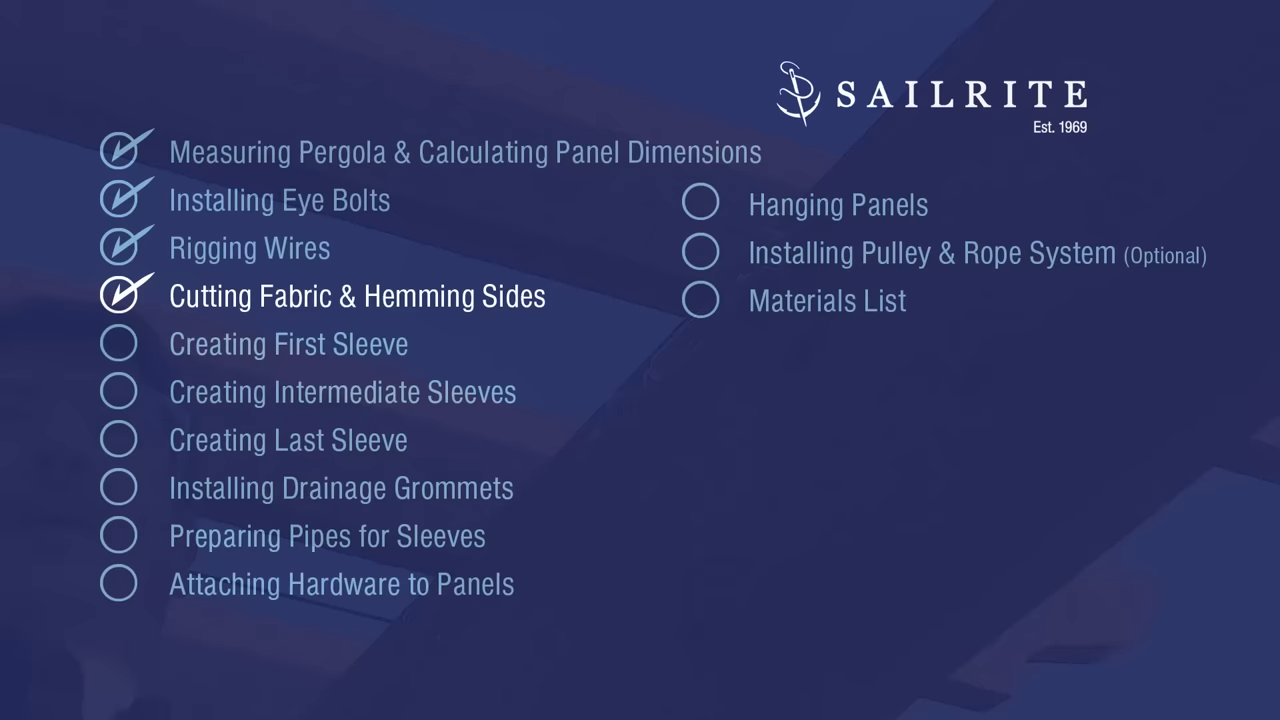 SAILRITE
Est. 1969
Measuring Pergola & Calculating Panel Dimensions
Installing Eye Bolts
Rigging Wires
Cutting Fabric & Hemming Sides
Creating First Sleeve
Creating Intermediate Sleeves
Creating Last Sleeve
Installing Drainage Grommets
Preparing Pipes for Sleeves
Attaching Hardware to Panels
Hanging Panels
Installing Pulley & Rope System (Optional)
Materials List